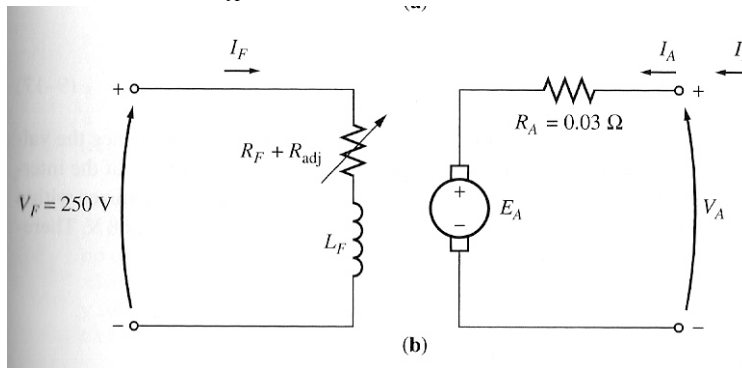 I_F
I_A
I
+
+
R_A = 0.03 Ω
R_F + R_adj
V_F = 250 V
+
E_A
V_A
−
L_F
−
−
(b)